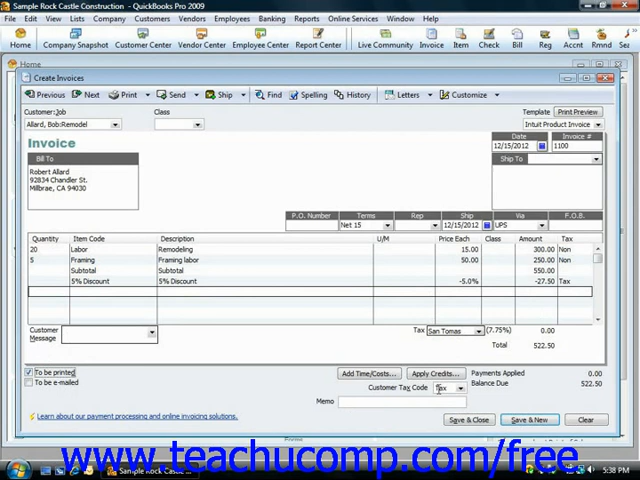 Sample Rock Castle Construction - QuickBooks Pro 2009
File Edit View Lists Company Customers Vendors Employees Banking Reports Online Services Window Help
Home Company Snapshot Customer Center Vendor Center Employee Center Report Center Live Community Invoice Item Check Bill Reg Accnt Rmnd
Home
Create Invoices
Previous Next Print Send Ship Find Spelling History Letters Customize
Customer:Job Class Template Print Preview
Allard, Bob:Remodel Intuit Product Invoice
Invoice
Date Invoice #
12/15/2012 1100
Bill To Ship To
Robert Allard
92834 Chandler St.
Millbrae, CA 94030
P.O. Number Terms Rep Ship Via F.O.B.
Net 15 12/15/2012 UPS
Quantity Item Code Description U/M Price Each Class Amount Tax
20 Labor Remodeling 15.00 300.00 Non
5 Framing Framing labor 50.00 250.00 Non
Subtotal Subtotal 550.00
5% Discount 5% Discount -5.0% -27.50 Tax
Customer Message Tax San Tomas (7.75%) 0.00
Total 522.50
To be printed Add Time/Costs... Apply Credits... Payments Applied 0.00
To be e-mailed Customer Tax Code Tax Balance Due 522.50
Memo
Learn about our payment processing and online invoicing solutions.
Save & Close Save & New Clear
www.teachucomp.com/free
Sample Rock Castle ... 5:38 PM